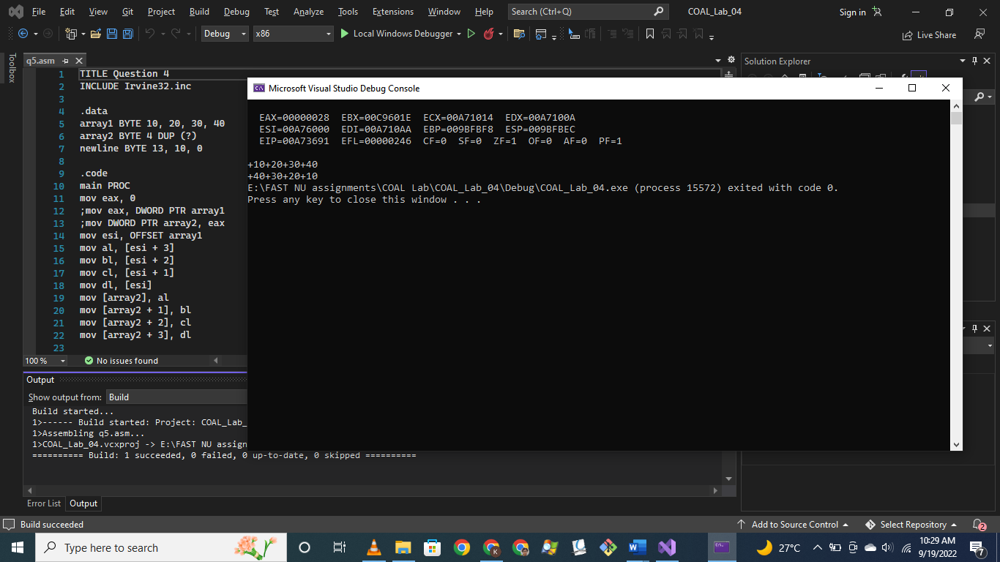 File Edit View Git Project Build Debug Test Analyze Tools Extensions Window Help Search (Ctrl+Q) COAL_Lab_04 Sign in
Debug x86 Local Windows Debugger Live Share
Toolbox
q5.asm
Solution Explorer
1 TITLE Question 4
2 INCLUDE Irvine32.inc
3
4 .data
5 array1 BYTE 10, 20, 30, 40
6 array2 BYTE 4 DUP (?)
7 newline BYTE 13, 10, 0
8
9 .code
10 main PROC
11 mov eax, 0
12 ;mov eax, DWORD PTR array1
13 ;mov DWORD PTR array2, eax
14 mov esi, OFFSET array1
15 mov al, [esi + 3]
16 mov bl, [esi + 2]
17 mov cl, [esi + 1]
18 mov dl, [esi]
19 mov [array2], al
20 mov [array2 + 1], bl
21 mov [array2 + 2], cl
22 mov [array2 + 3], dl
23
100 % No issues found
Microsoft Visual Studio Debug Console
EAX=00000028 EBX=00C9601E ECX=00A71014 EDX=00A7100A
ESI=00A76000 EDI=00A710AA EBP=009BFBF8 ESP=009BFBEC
EIP=00A73691 EFL=00000246 CF=0 SF=0 ZF=1 OF=0 AF=0 PF=1
+10+20+30+40
+40+30+20+10
E:\FAST NU assignments\COAL Lab\COAL_Lab_04\Debug\COAL_Lab_04.exe (process 15572) exited with code 0.
Press any key to close this window . . .
Output
Show output from: Build
Build started...
1>------ Build started: Project: COAL_Lab_
1>Assembling q5.asm...
1>COAL_Lab_04.vcxproj -> E:\FAST NU assign
========== Build: 1 succeeded, 0 failed, 0 up-to-date, 0 skipped ==========
Error List Output
Build succeeded Add to Source Control Select Repository 2
Type here to search 27°C 10:29 AM
9/19/2022 7